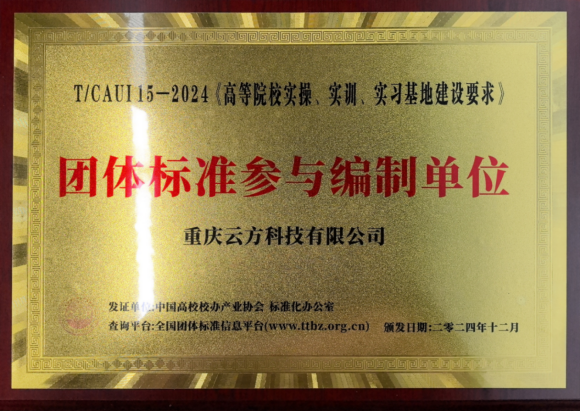 T/CAUI 15—2024《高等院校实操、实训、实习基地建设要求》
团体标准参与编制单位
重庆云方科技有限公司
发证单位:中国高校校办产业协会 标准化办公室
查询平台:全国团体标准信息平台(www.ttbz.org.cn) 颁发日期:二零二四年十二月